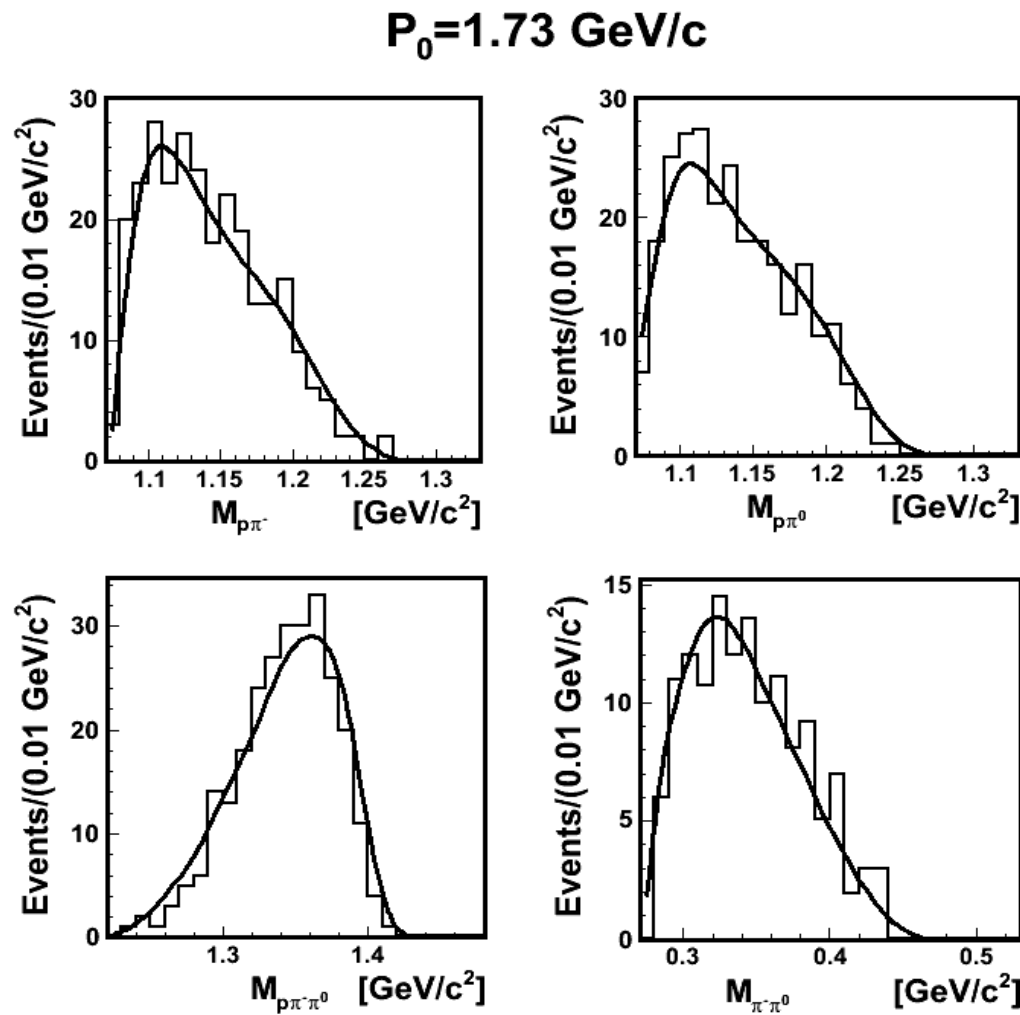 P₀=1.73 GeV/c
Events/(0.01 GeV/c²)
30
20
10
0
1.1 1.15 1.2 1.25 1.3
M_pπ⁻ [GeV/c²]
Events/(0.01 GeV/c²)
30
20
10
0
1.1 1.15 1.2 1.25 1.3
M_pπ⁰ [GeV/c²]
Events/(0.01 GeV/c²)
30
20
10
0
1.3 1.4
M_pπ⁻π⁰ [GeV/c²]
Events/(0.01 GeV/c²)
15
10
5
0
0.3 0.4 0.5
M_π⁻π⁰ [GeV/c²]